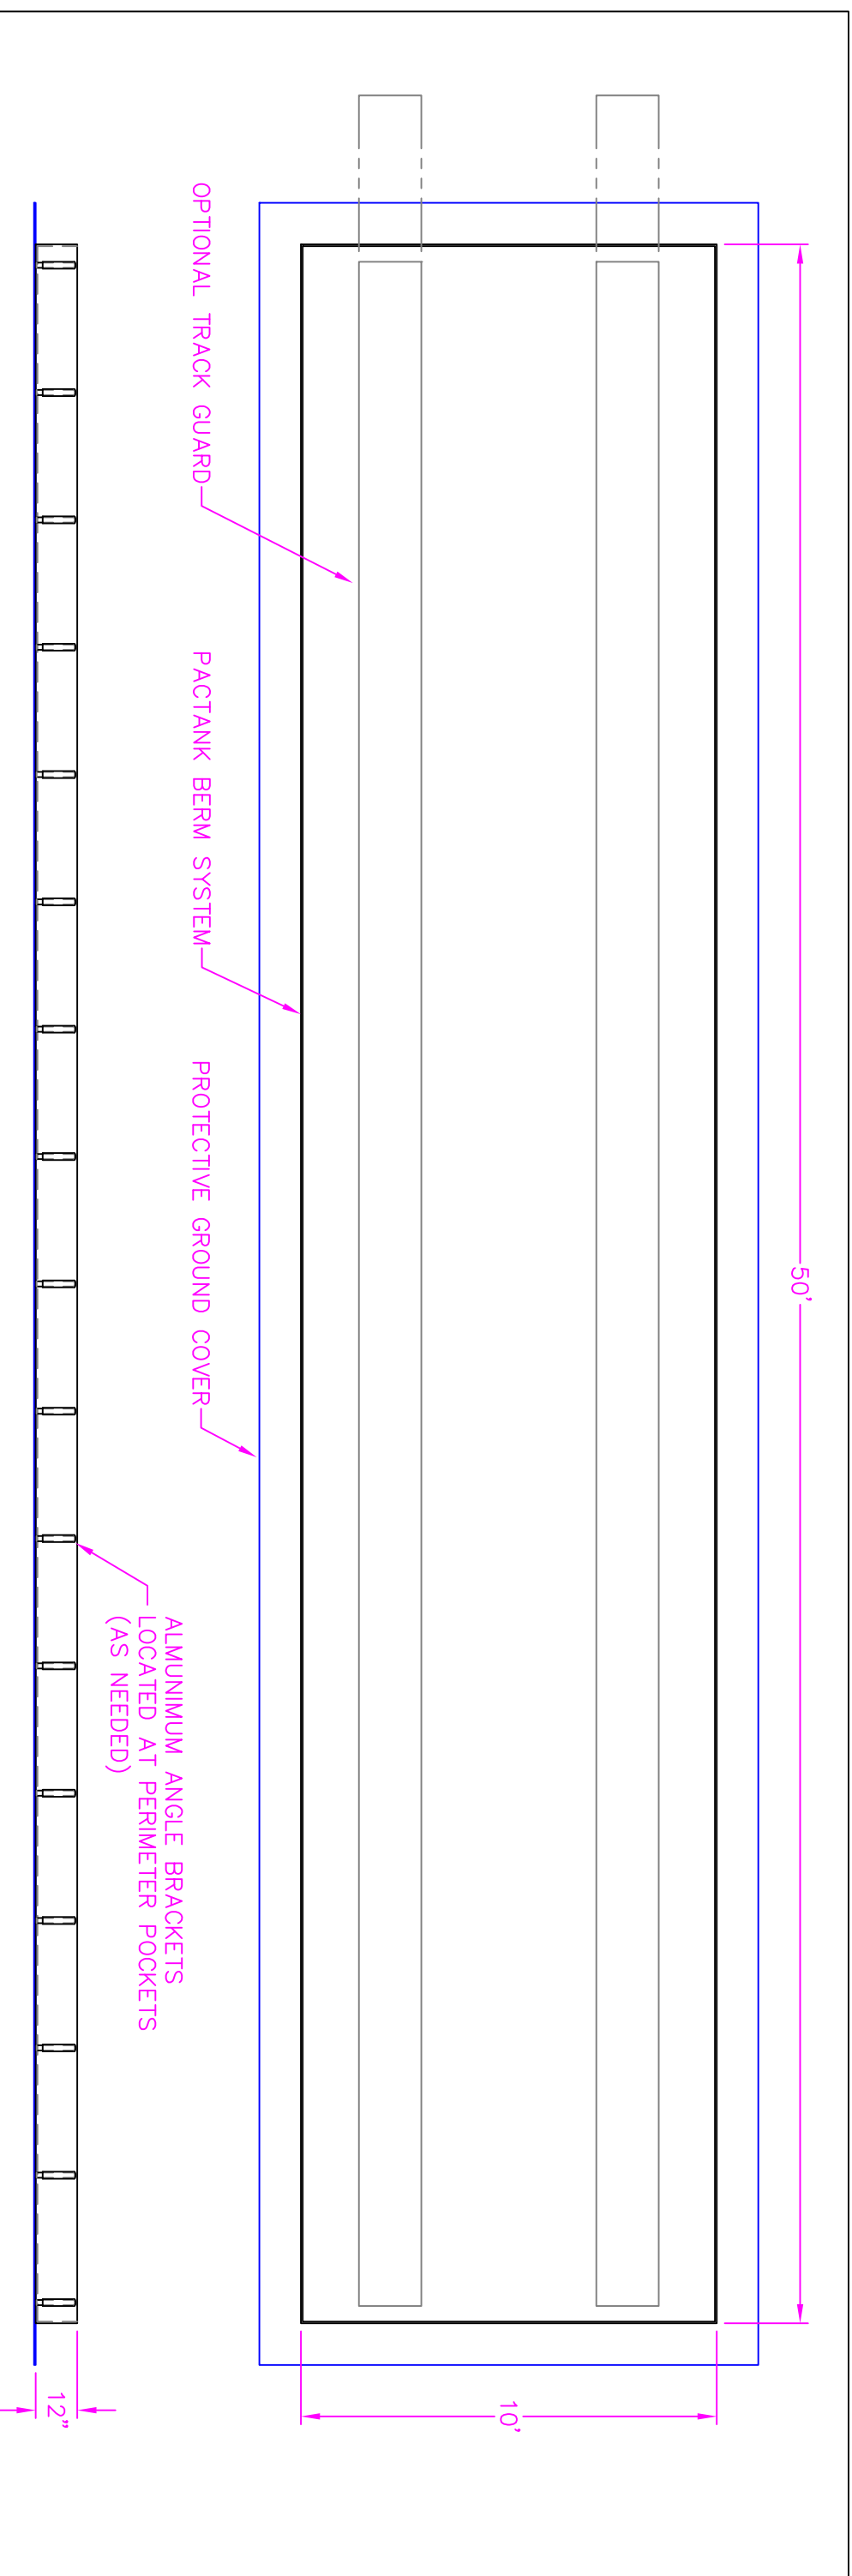 50'
10'
OPTIONAL TRACK GUARD
PACTANK BERM SYSTEM
PROTECTIVE GROUND COVER
ALMUNIMUM ANGLE BRACKETS
LOCATED AT PERIMETER POCKETS
(AS NEEDED)
12"